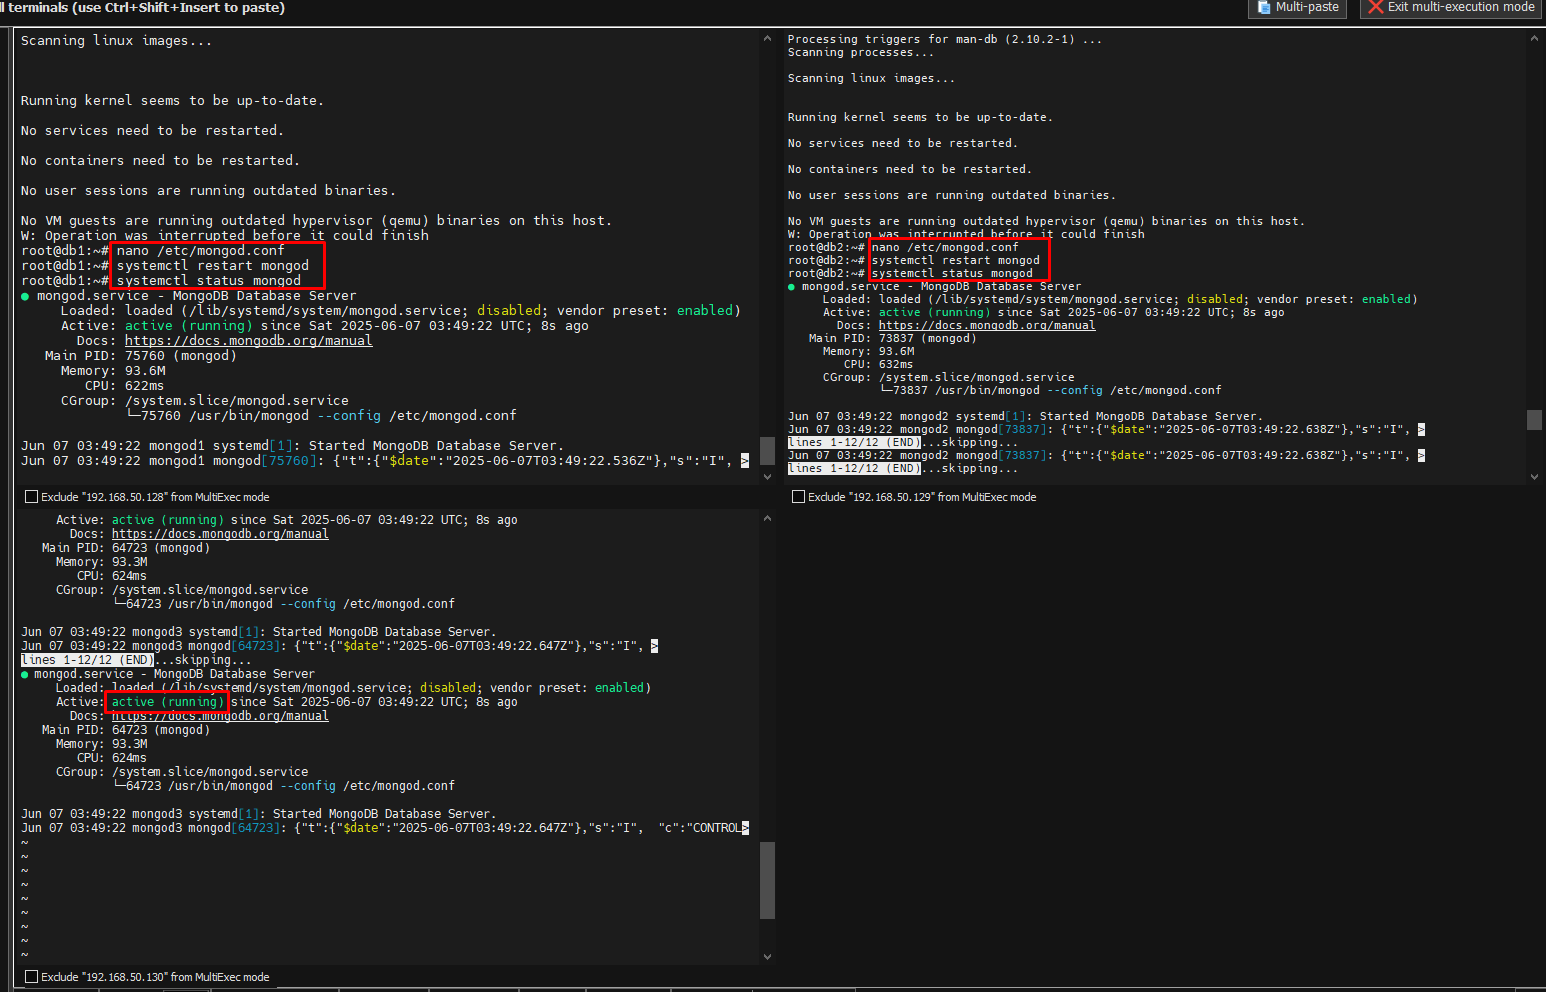 ll terminals (use Ctrl+Shift+Insert to paste)
Multi-paste
Exit multi-execution mode
Scanning linux images...
Running kernel seems to be up-to-date.
No services need to be restarted.
No containers need to be restarted.
No user sessions are running outdated binaries.
No VM guests are running outdated hypervisor (qemu) binaries on this host.
W: Operation was interrupted before it could finish
root@db1:~# nano /etc/mongod.conf
root@db1:~# systemctl restart mongod
root@db1:~# systemctl status mongod
● mongod.service - MongoDB Database Server
Loaded: loaded (/lib/systemd/system/mongod.service; disabled; vendor preset: enabled)
Active: active (running) since Sat 2025-06-07 03:49:22 UTC; 8s ago
Docs: https://docs.mongodb.org/manual
Main PID: 75760 (mongod)
Memory: 93.6M
CPU: 622ms
CGroup: /system.slice/mongod.service
└─75760 /usr/bin/mongod --config /etc/mongod.conf
Jun 07 03:49:22 mongod1 systemd[1]: Started MongoDB Database Server.
Jun 07 03:49:22 mongod1 mongod[75760]: {"t":{"$date":"2025-06-07T03:49:22.536Z"},"s":"I", >
Exclude "192.168.50.128" from MultiExec mode
Processing triggers for man-db (2.10.2-1) ...
Scanning processes...
Scanning linux images...
Running kernel seems to be up-to-date.
No services need to be restarted.
No containers need to be restarted.
No user sessions are running outdated binaries.
No VM guests are running outdated hypervisor (qemu) binaries on this host.
W: Operation was interrupted before it could finish
root@db2:~# nano /etc/mongod.conf
root@db2:~# systemctl restart mongod
root@db2:~# systemctl status mongod
● mongod.service - MongoDB Database Server
Loaded: loaded (/lib/systemd/system/mongod.service; disabled; vendor preset: enabled)
Active: active (running) since Sat 2025-06-07 03:49:22 UTC; 8s ago
Docs: https://docs.mongodb.org/manual
Main PID: 73837 (mongod)
Memory: 93.6M
CPU: 632ms
CGroup: /system.slice/mongod.service
└─73837 /usr/bin/mongod --config /etc/mongod.conf
Jun 07 03:49:22 mongod2 systemd[1]: Started MongoDB Database Server.
Jun 07 03:49:22 mongod2 mongod[73837]: {"t":{"$date":"2025-06-07T03:49:22.638Z"},"s":"I", >
lines 1-12/12 (END)...skipping...
Jun 07 03:49:22 mongod2 mongod[73837]: {"t":{"$date":"2025-06-07T03:49:22.638Z"},"s":"I", >
lines 1-12/12 (END)...skipping...
Exclude "192.168.50.129" from MultiExec mode
Active: active (running) since Sat 2025-06-07 03:49:22 UTC; 8s ago
Docs: https://docs.mongodb.org/manual
Main PID: 64723 (mongod)
Memory: 93.3M
CPU: 624ms
CGroup: /system.slice/mongod.service
└─64723 /usr/bin/mongod --config /etc/mongod.conf
Jun 07 03:49:22 mongod3 systemd[1]: Started MongoDB Database Server.
Jun 07 03:49:22 mongod3 mongod[64723]: {"t":{"$date":"2025-06-07T03:49:22.647Z"},"s":"I", >
lines 1-12/12 (END)...skipping...
● mongod.service - MongoDB Database Server
Loaded: loaded (/lib/systemd/system/mongod.service; disabled; vendor preset: enabled)
Active: active (running) since Sat 2025-06-07 03:49:22 UTC; 8s ago
Docs: https://docs.mongodb.org/manual
Main PID: 64723 (mongod)
Memory: 93.3M
CPU: 624ms
CGroup: /system.slice/mongod.service
└─64723 /usr/bin/mongod --config /etc/mongod.conf
Jun 07 03:49:22 mongod3 systemd[1]: Started MongoDB Database Server.
Jun 07 03:49:22 mongod3 mongod[64723]: {"t":{"$date":"2025-06-07T03:49:22.647Z"},"s":"I", "c":"CONTROL>
~
~
~
~
~
~
~
~
~
Exclude "192.168.50.130" from MultiExec mode